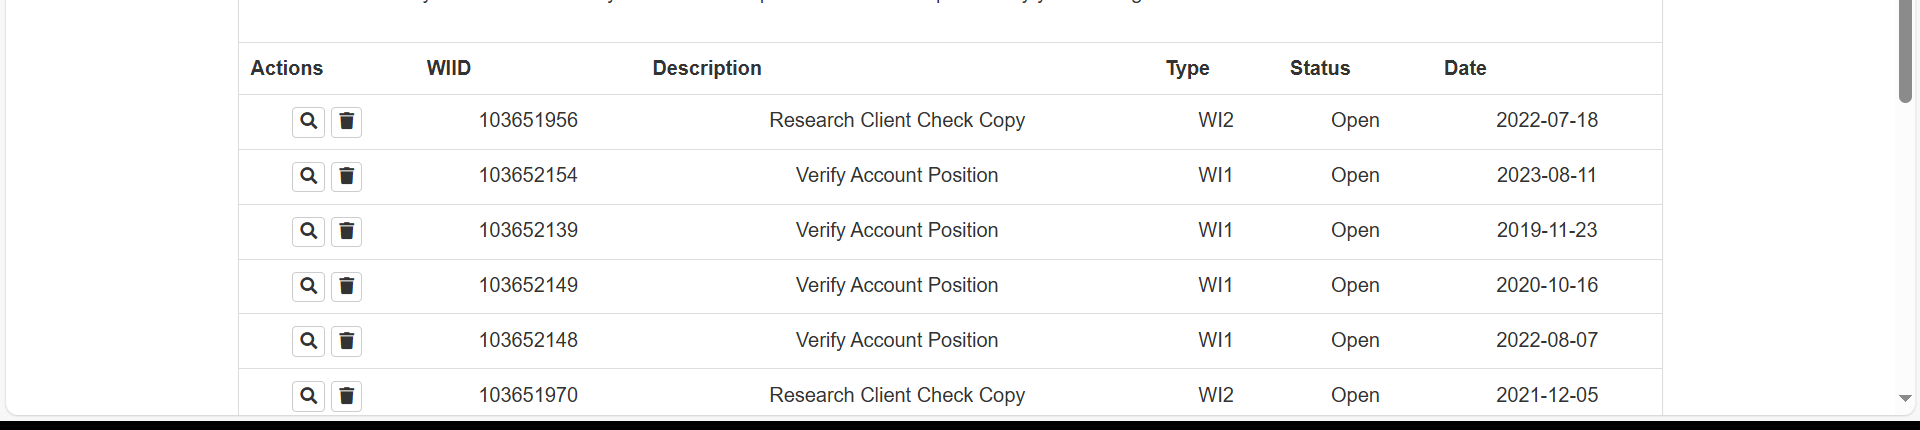 Actions WIID Description Type Status Date
103651956 Research Client Check Copy WI2 Open 2022-07-18
103652154 Verify Account Position WI1 Open 2023-08-11
103652139 Verify Account Position WI1 Open 2019-11-23
103652149 Verify Account Position WI1 Open 2020-10-16
103652148 Verify Account Position WI1 Open 2022-08-07
103651970 Research Client Check Copy WI2 Open 2021-12-05